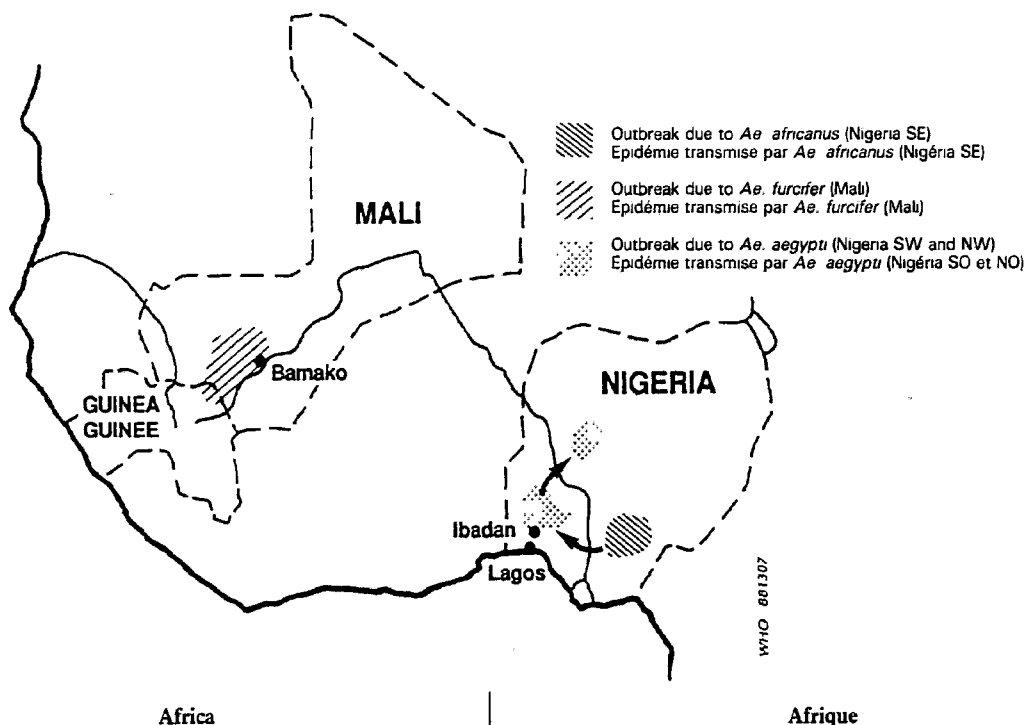 Outbreak due to Ae africanus (Nigeria SE)
Epidémie transmise par Ae africanus (Nigéria SE)
Outbreak due to Ae. furcifer (Mali)
Epidémie transmise par Ae. furcifer (Mali)
Outbreak due to Ae. aegypti (Nigeria SW and NW)
Epidémie transmise par Ae aegypti (Nigéria SO et NO)
MALI
Bamako
NIGERIA
GUINEA
GUINEE
Ibadan
Lagos
WHO 881307
Africa
Afrique